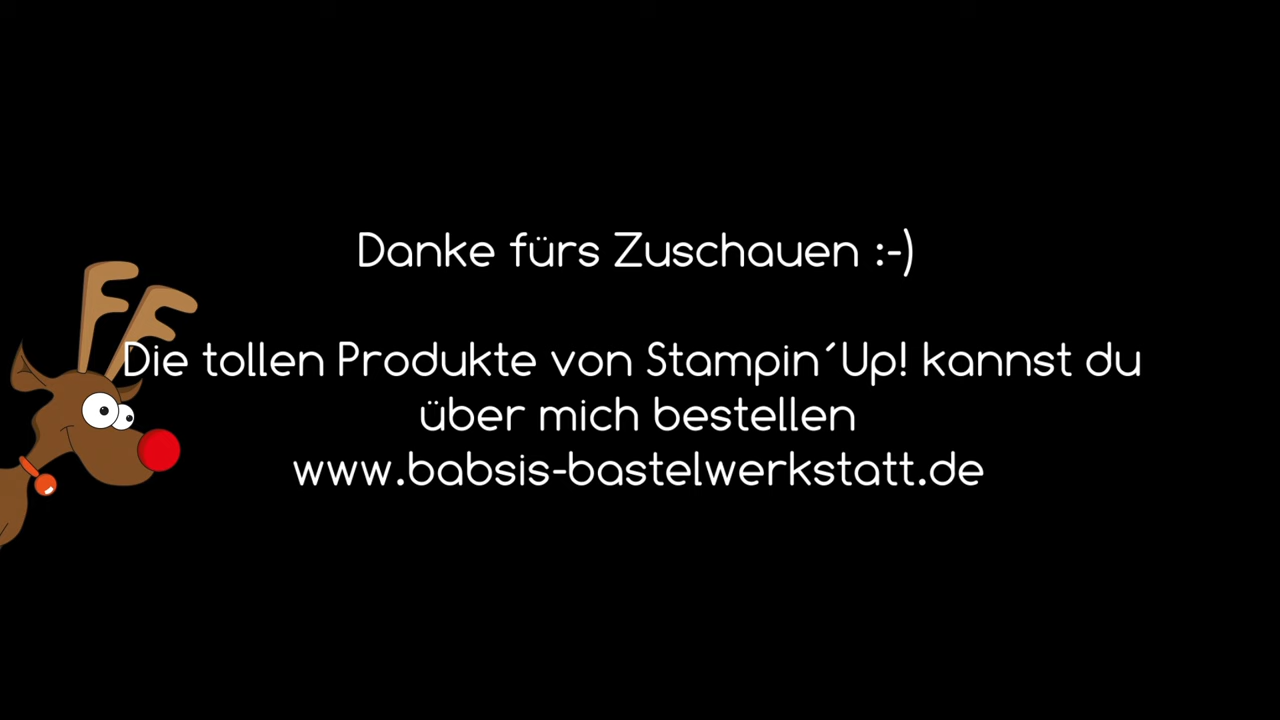 Danke fürs Zuschauen :-)
Die tollen Produkte von Stampin´Up! kannst du
über mich bestellen
www.babsis-bastelwerkstatt.de